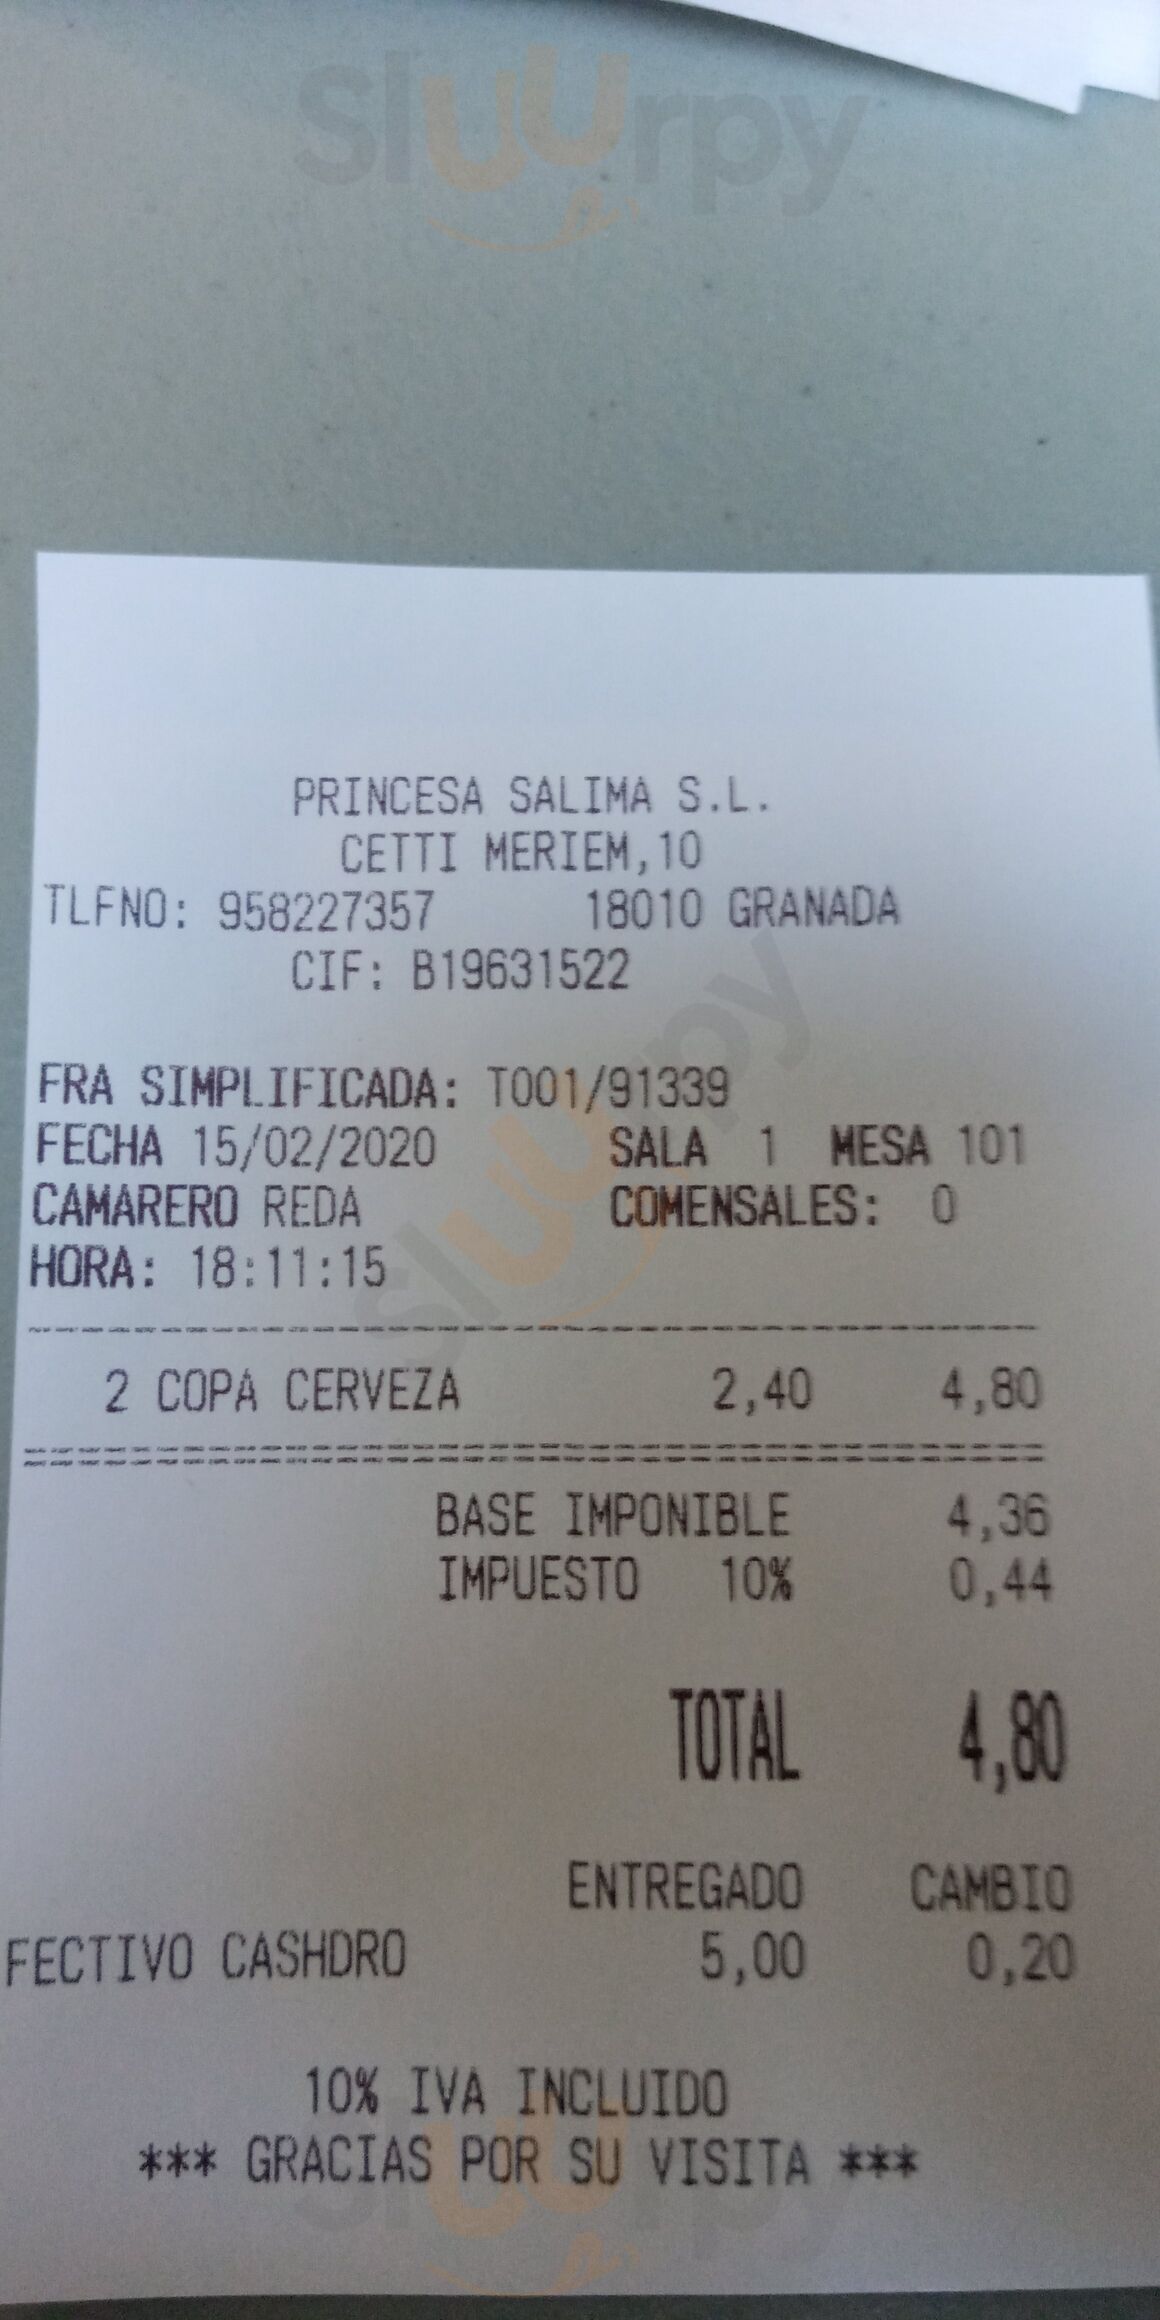 Sluurpy
PRINCESA SALIMA S.L.
CETTI MERIEM,10
TLFNO: 958227357 18010 GRANADA
CIF: B19631522
FRA SIMPLIFICADA: T001/91339
FECHA 15/02/2020 SALA 1 MESA 101
CAMARERO REDA COMENSALES: 0
HORA: 18:11:15
Sluurpy
2 COPA CERVEZA 2,40 4,80
BASE IMPONIBLE 4,36
IMPUESTO 10% 0,44
TOTAL 4,80
ENTREGADO CAMBIO
FECTIVO CASHDRO 5,00 0,20
10% IVA INCLUIDO
*** GRACIAS POR SU VISITA ***
Sluurpy